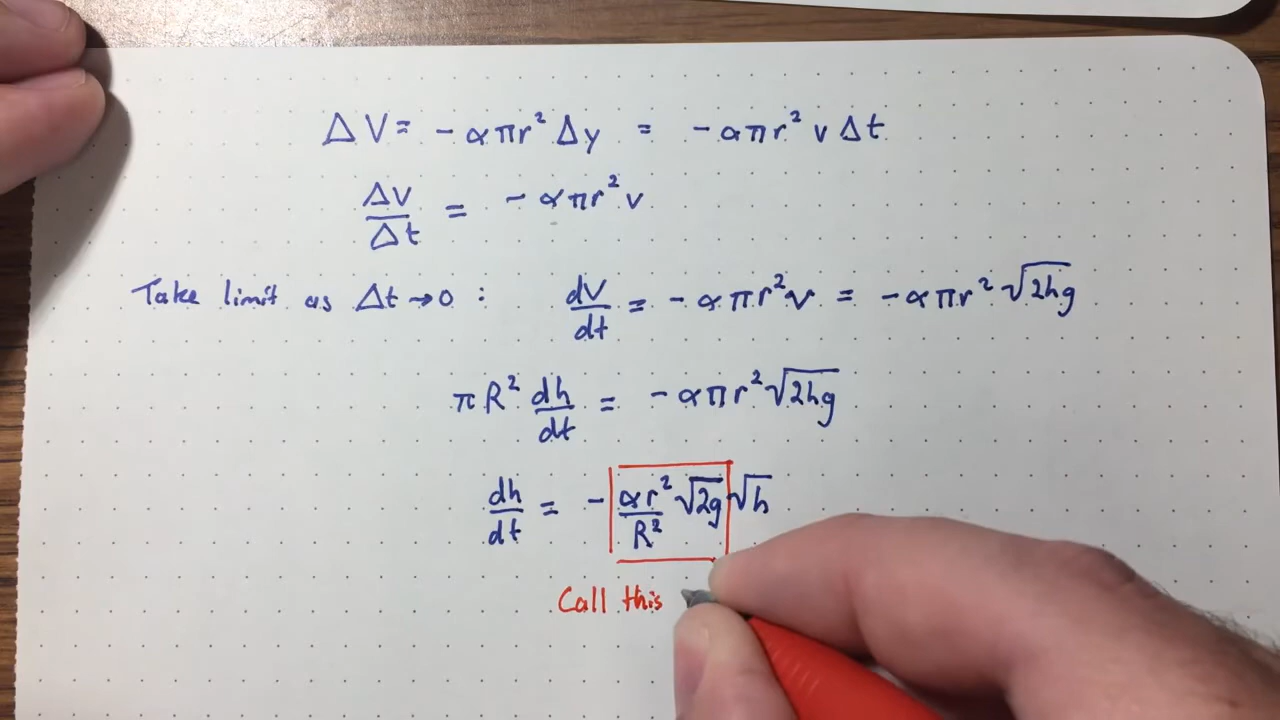 ΔV = -απr² Δy = -απr² v Δt
ΔV/Δt = -απr² v
Take limit as Δt→0 : dV/dt = -απr² v = -απr² √(2hg)
πR² dh/dt = -απr² √(2hg)
dh/dt = - αr²/R² √(2g) √h
Call this